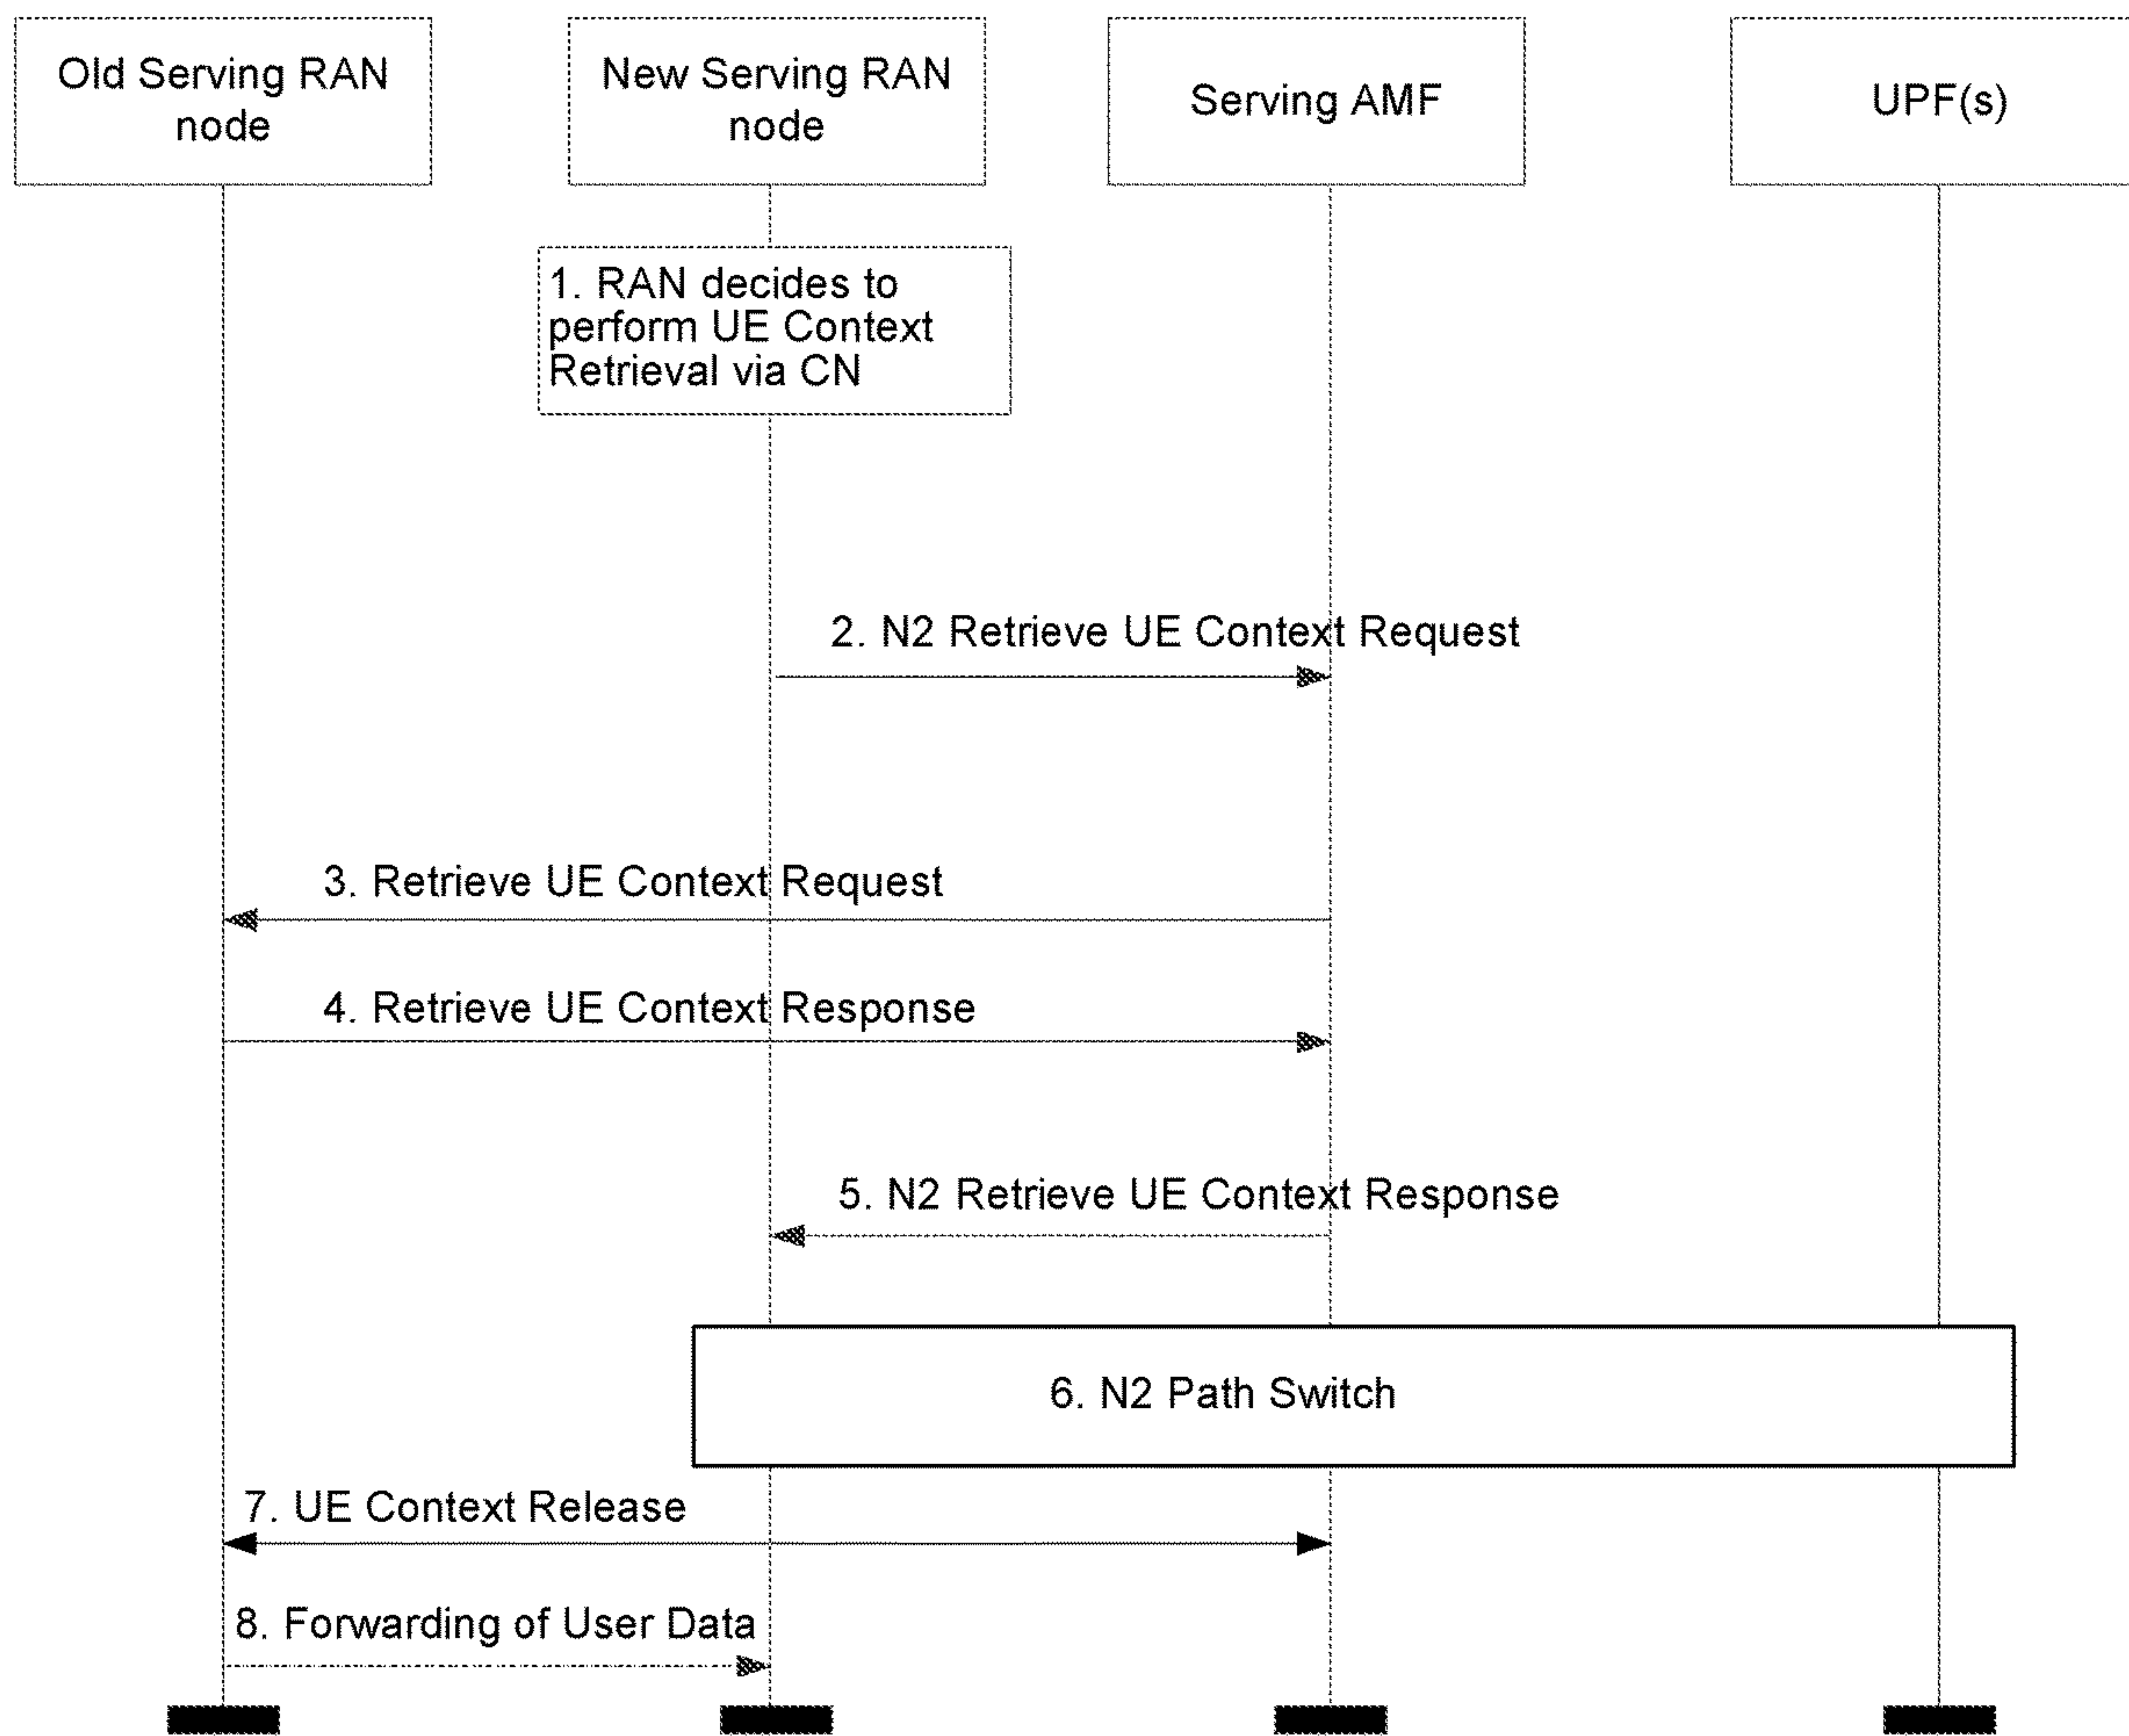 Old Serving RAN
node
New Serving RAN
node
Serving AMF
UPF(s)
1. RAN decides to
perform UE Context
Retrieval via CN
2. N2 Retrieve UE Context Request
3. Retrieve UE Context Request
4. Retrieve UE Context Response
5. N2 Retrieve UE Context Response
6. N2 Path Switch
7. UE Context Release
8. Forwarding of User Data